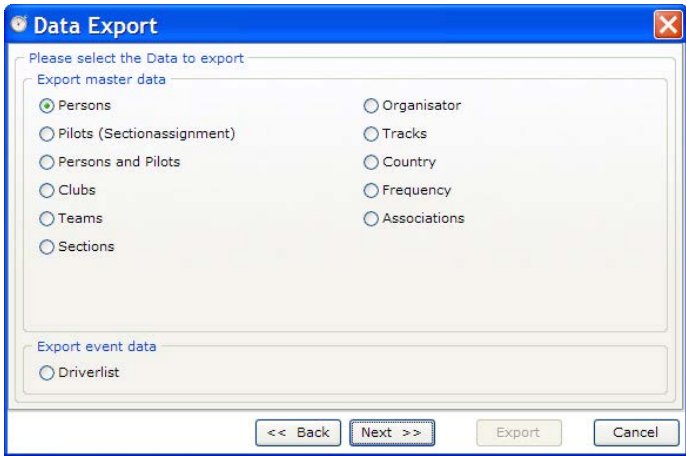 Data Export
Please select the Data to export
Export master data
Persons
Pilots (Sectionassignment)
Persons and Pilots
Clubs
Teams
Sections
Organisator
Tracks
Country
Frequency
Associations
Export event data
Driverlist
<< Back
Next >>
Export
Cancel